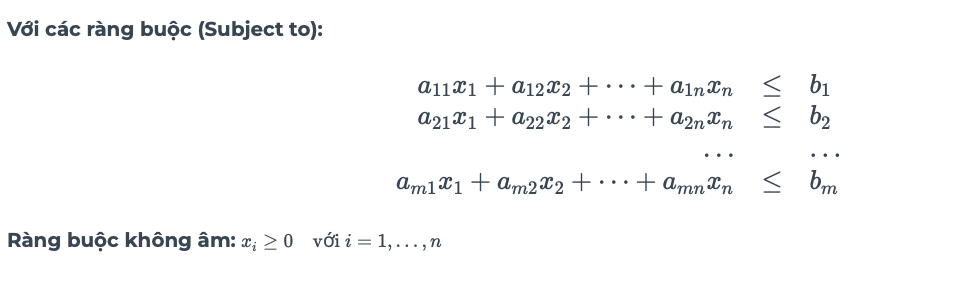 Với các ràng buộc (Subject to):
a₁₁x₁ + a₁₂x₂ + ⋯ + a₁ₙxₙ ≤ b₁
a₂₁x₁ + a₂₂x₂ + ⋯ + a₂ₙxₙ ≤ b₂
… …
aₘ₁x₁ + aₘ₂x₂ + ⋯ + aₘₙxₙ ≤ bₘ
Ràng buộc không âm: xᵢ ≥ 0 với i = 1, . . . , n